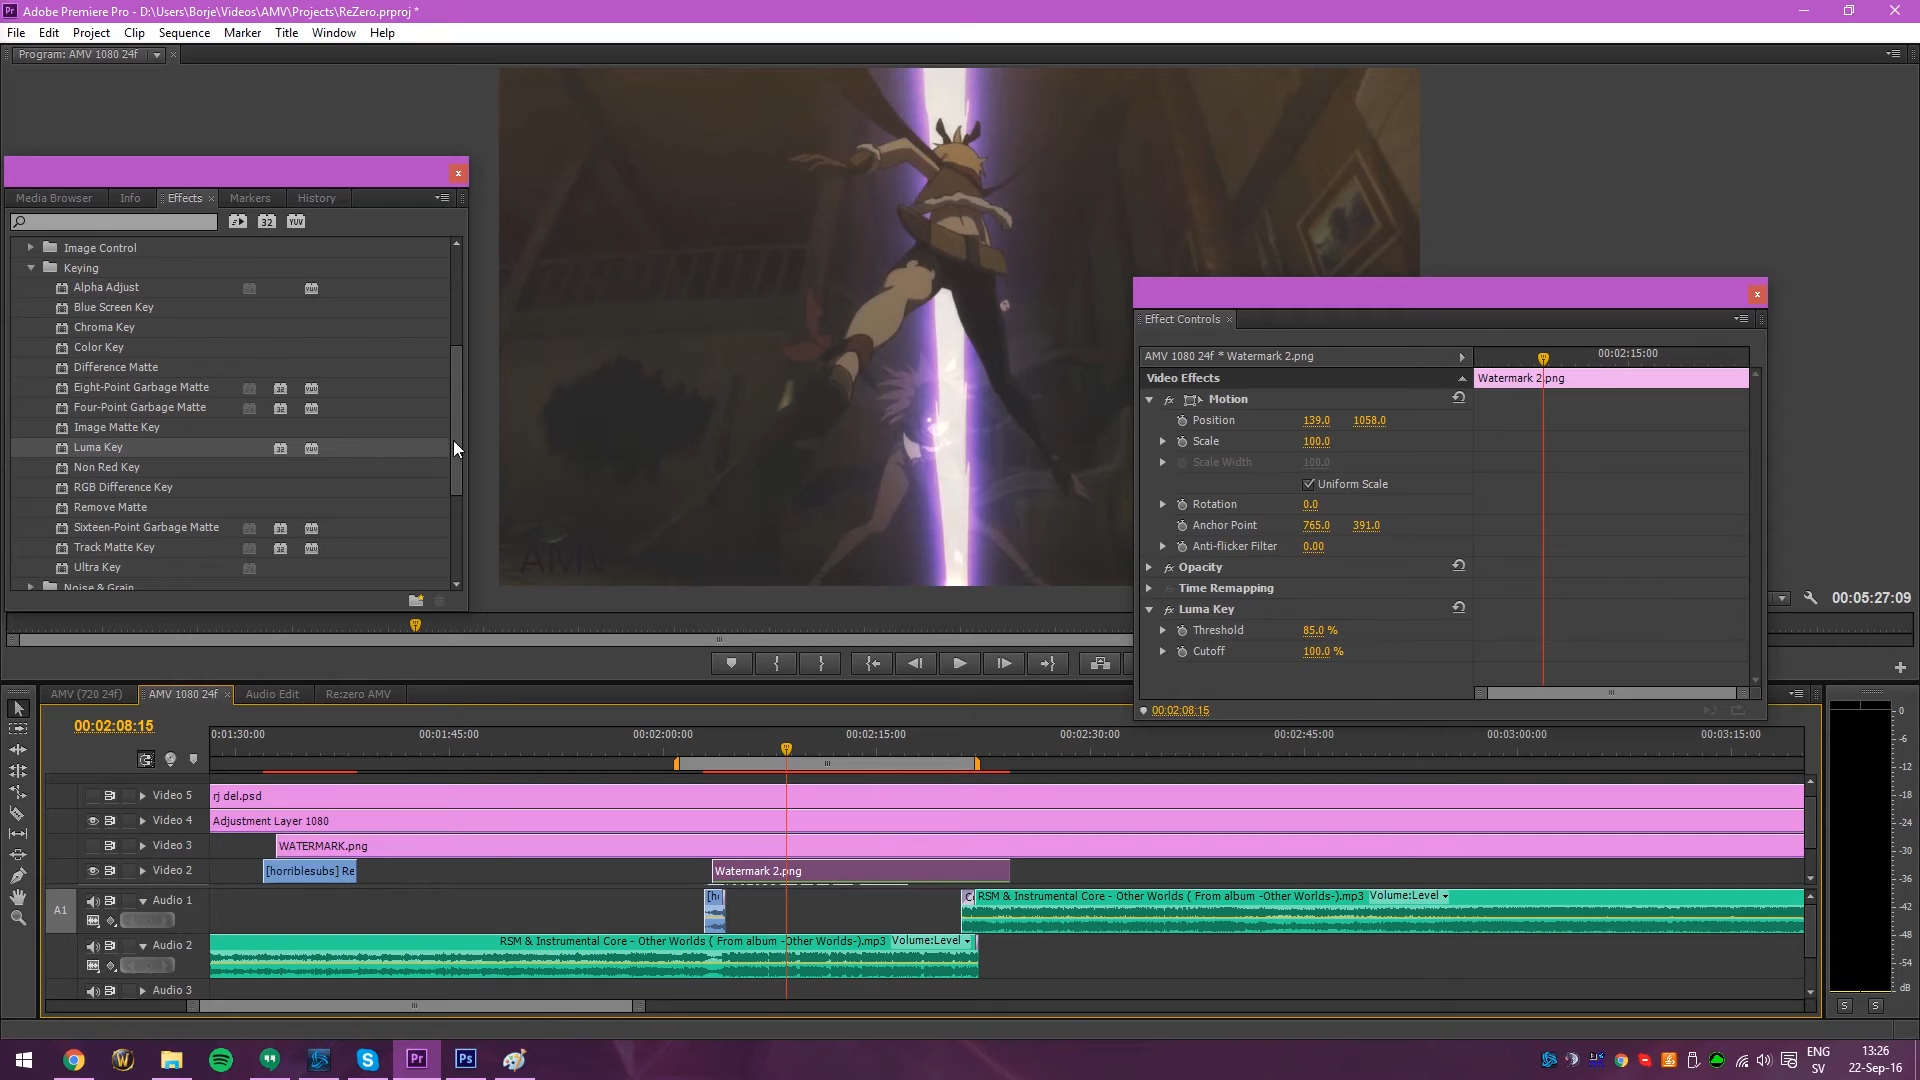 Adobe Premiere Pro - D:\Users\Borje\Videos\AMV\Projects\ReZero.prproj *
File Edit Project Clip Sequence Marker Title Window Help
Program: AMV 1080 24f
Media Browser Info Effects Markers History
32 YUV
Image Control
Keying
Alpha Adjust
Blue Screen Key
Chroma Key
Color Key
Difference Matte
Eight-Point Garbage Matte
Four-Point Garbage Matte
Image Matte Key
Luma Key
Non Red Key
RGB Difference Key
Remove Matte
Sixteen-Point Garbage Matte
Track Matte Key
Ultra Key
Noise & Grain
AMV
Effect Controls
AMV 1080 24f * Watermark 2.png
00:02:15:00
Video Effects
Watermark 2.png
Motion
Position 139.0 1058.0
Scale 100.0
Scale Width 100.0
Uniform Scale
Rotation 0.0
Anchor Point 765.0 391.0
Anti-flicker Filter 0.00
Opacity
Time Remapping
Luma Key
Threshold 85.0 %
Cutoff 100.0 %
00:02:08:15
00:05:27:09
AMV (720 24f) AMV 1080 24f Audio Edit Re:zero AMV
00:02:08:15
0:01:30:00 00:01:45:00 00:02:00:00 00:02:15:00 00:02:30:00 00:02:45:00 00:03:00:00 00:03:15:00
Video 5 rj del.psd
Video 4 Adjustment Layer 1080
Video 3 WATERMARK.png
Video 2 [horriblesubs] Re Watermark 2.png
A1 Audio 1 RSM & Instrumental Core - Other Worlds ( From album -Other Worlds-).mp3 Volume:Level
Audio 2 RSM & Instrumental Core - Other Worlds ( From album -Other Worlds-).mp3 Volume:Level
Audio 3
0
-6
-12
-18
-24
-30
-36
-42
-48
-54
dB
S S
Pr Ps
ENG
SV
13:26
22-Sep-16